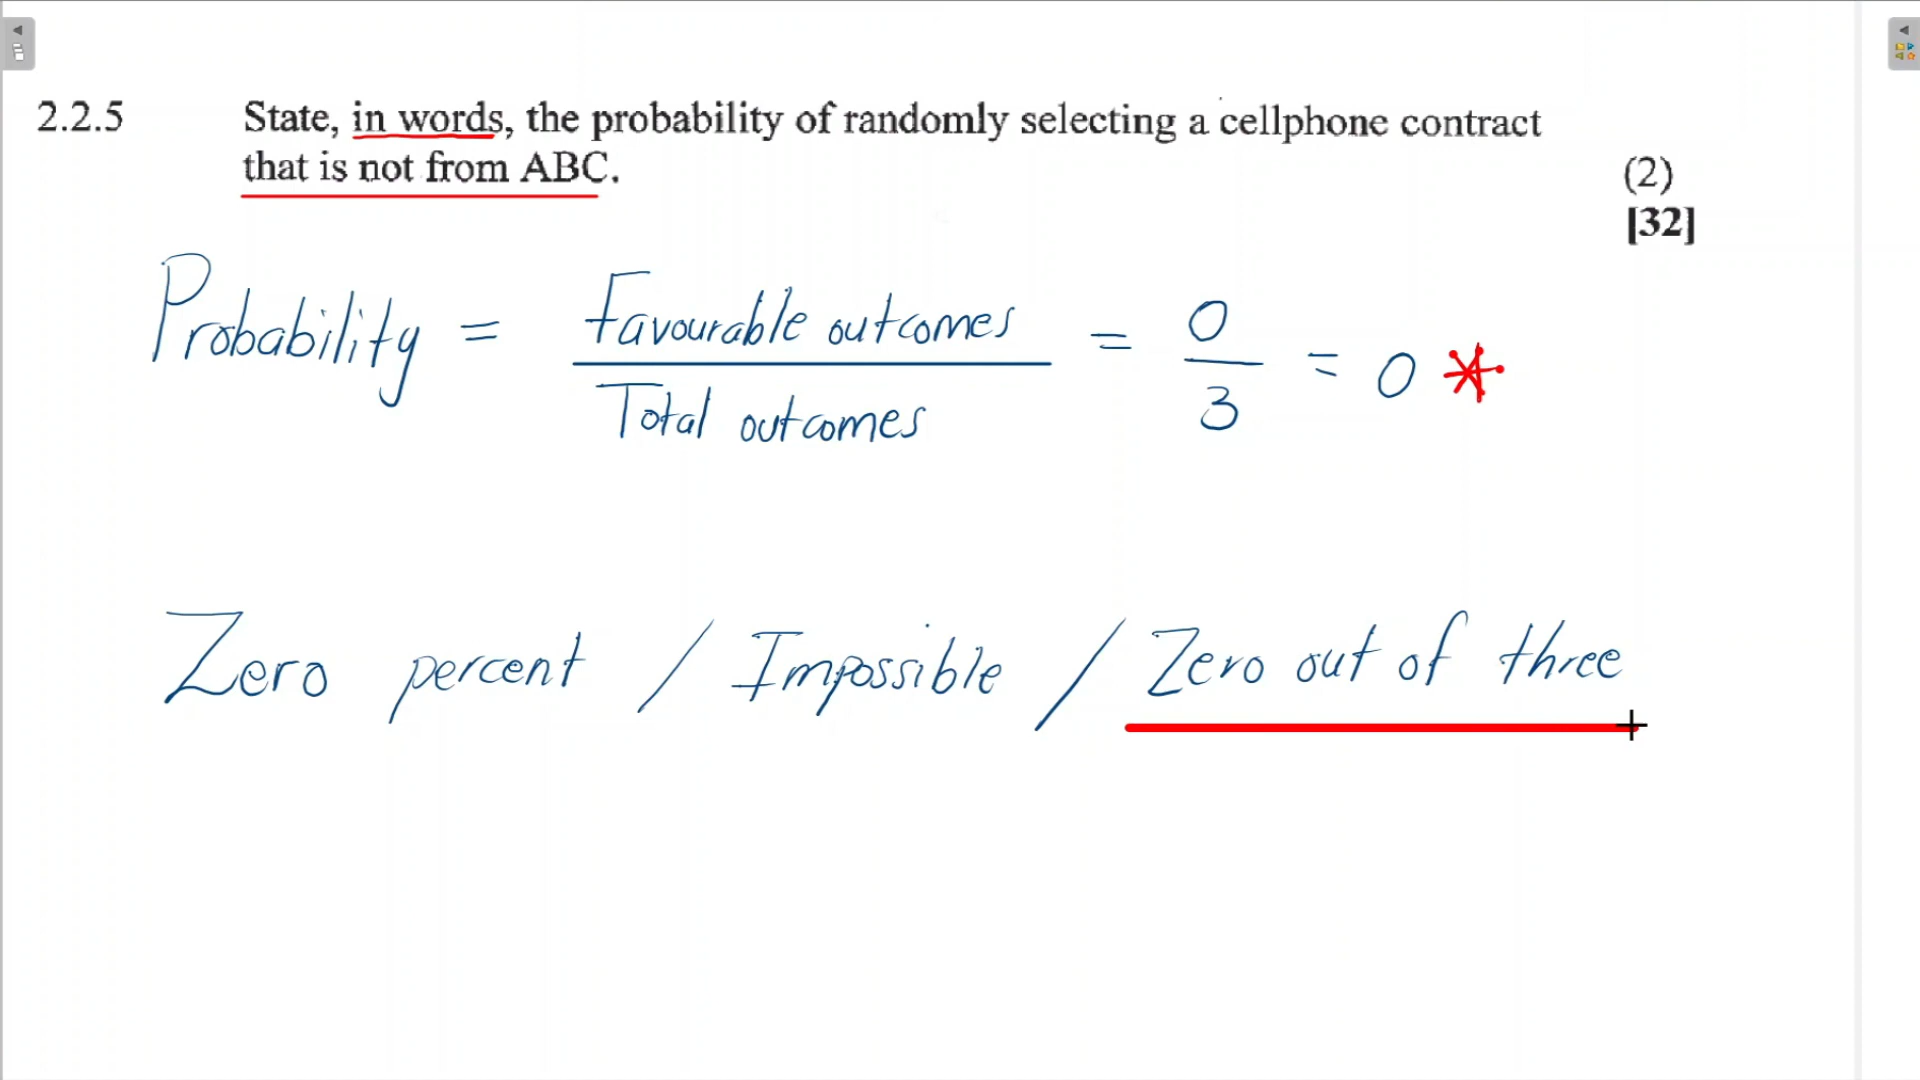 2.2.5 State, in words, the probability of randomly selecting a cellphone contract
that is not from ABC. (2)
[32]
Probability = Favourable outcomes / Total outcomes = 0/3 = 0 *
Zero percent / Impossible / Zero out of three